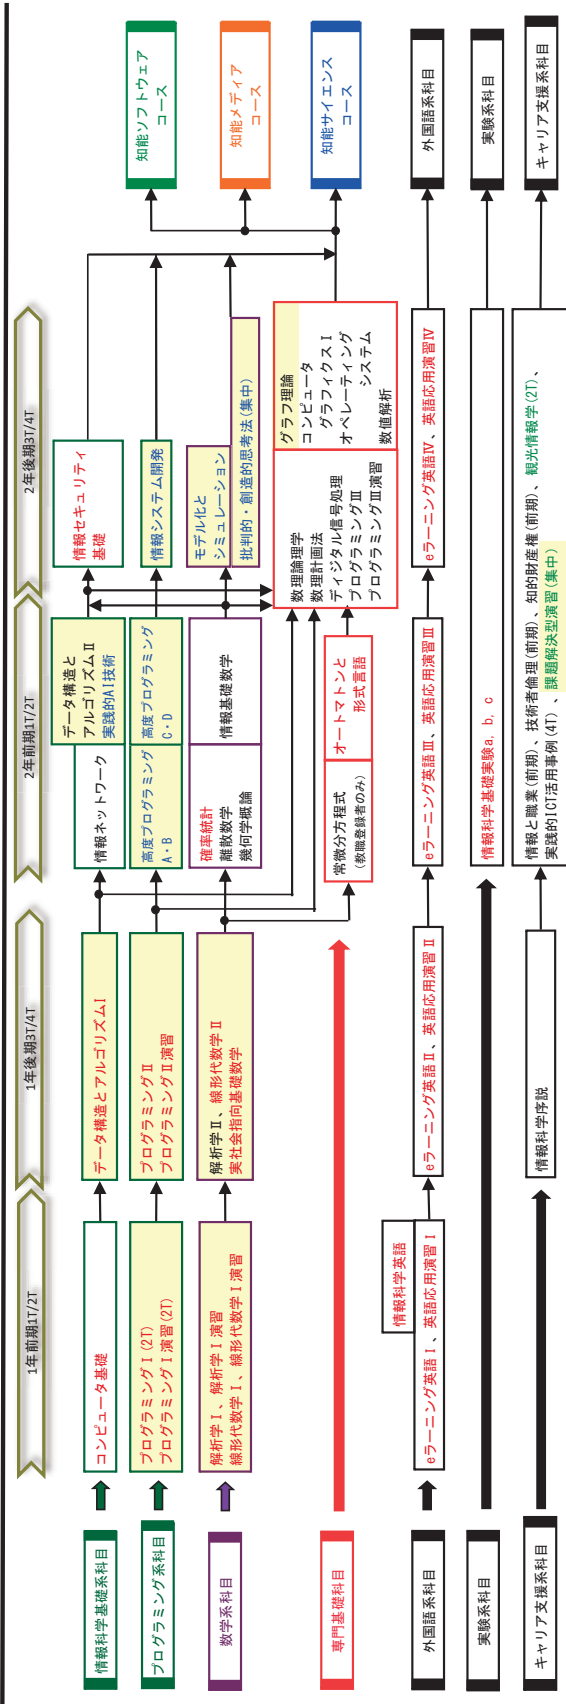 1年前期1T/2T
1年後期3T/4T
2年前期1T/2T
2年後期3T/4T
情報科学基礎系科目
コンピュータ基礎
データ構造とアルゴリズムⅠ
情報ネットワーク
データ構造と
アルゴリズムⅡ
実践的AI技術
情報セキュリティ
基礎
知能ソフトウェア
コース
プログラミング系科目
プログラミングⅠ(2T)
プログラミングⅠ演習(2T)
プログラミングⅡ
プログラミングⅡ演習
高度プログラミング
A・B
高度プログラミング
C・D
情報システム開発
知能メディア
コース
数学系科目
解析学Ⅰ、解析学Ⅰ演習
線形代数学Ⅰ、線形代数学Ⅰ演習
解析学Ⅱ、線形代数学Ⅱ
実社会指向基礎数学
確率統計
離散数学
幾何学概論
情報基礎数学
モデル化と
シミュレーション
批判的・創造的思考法(集中)
知能サイエンス
コース
専門基礎科目
常微分方程式
(教職登録者のみ)
オートマトンと
形式言語
数理論理学
数理計画法
ディジタル信号処理
プログラミングⅢ
プログラミングⅢ演習
グラフ理論
コンピュータ
グラフィクスⅠ
オペレーティング
システム
数値解析
外国語系科目
情報科学英語
eラーニング英語Ⅰ、英語応用演習Ⅰ
eラーニング英語Ⅱ、英語応用演習Ⅱ
eラーニング英語Ⅲ、英語応用演習Ⅲ
eラーニング英語Ⅳ、英語応用演習Ⅳ
外国語系科目
実験系科目
情報科学基礎実験a, b, c
実験系科目
キャリア支援系科目
情報科学序説
情報と職業(前期)、技術者倫理(前期)、知的財産権(前期)、観光情報学(2T)、
実践的ICT活用事例(4T)、課題解決型演習(集中)
キャリア支援系科目